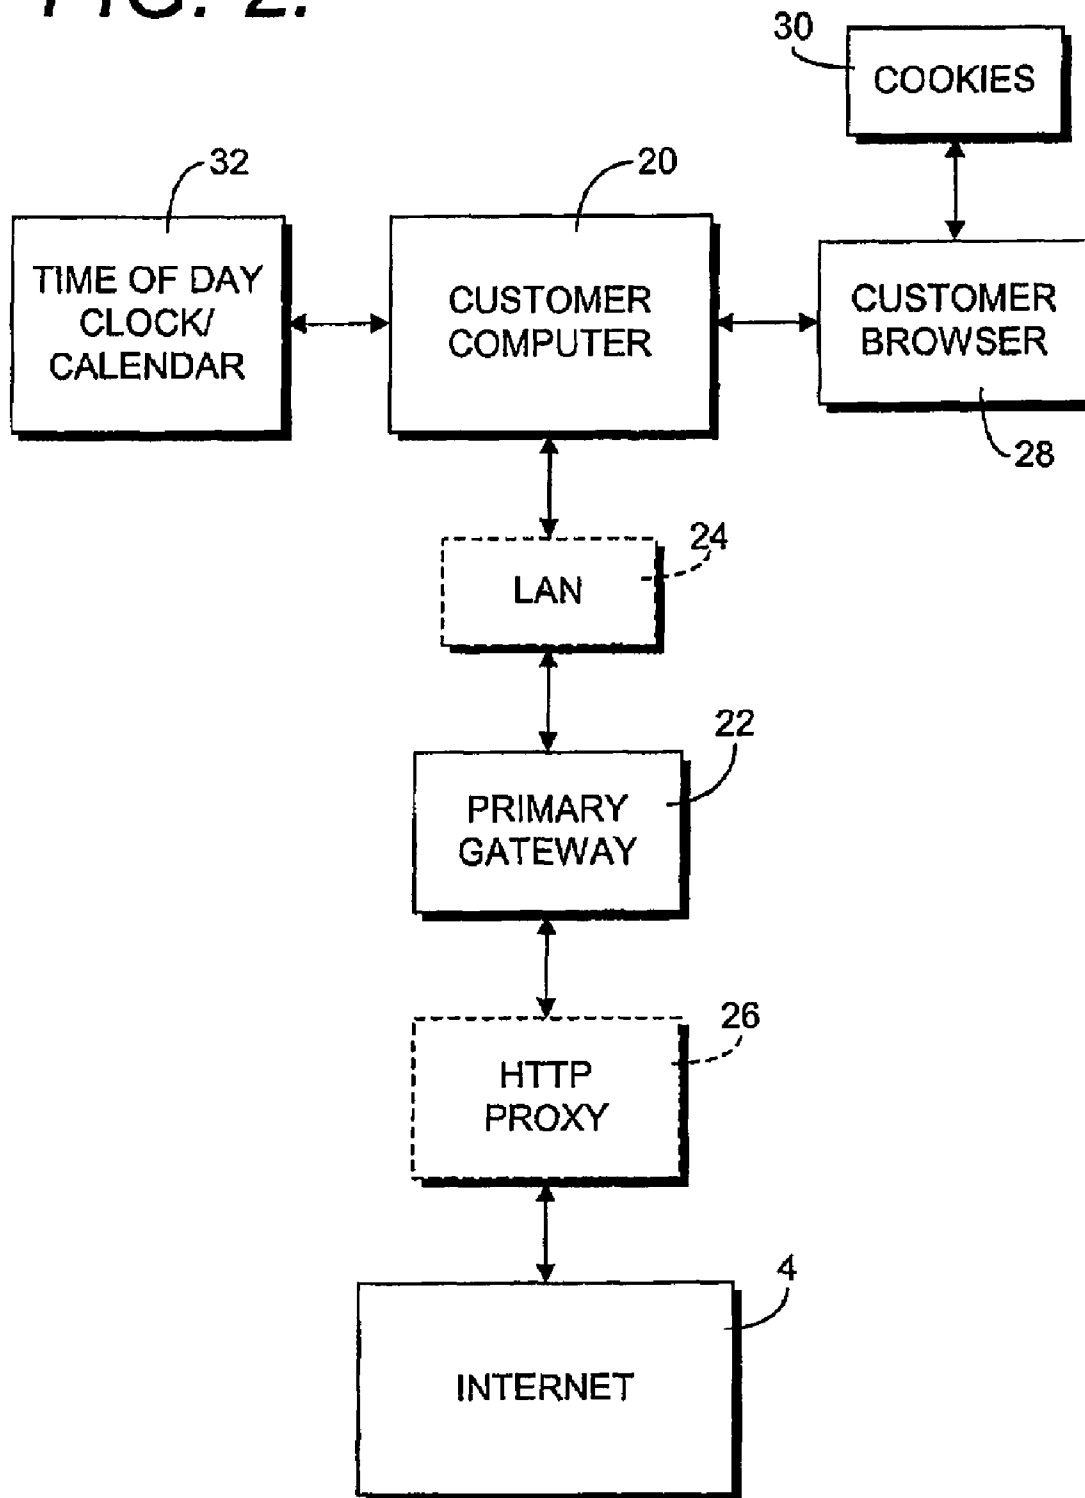 FIG. 2.
30
COOKIES
32
20
TIME OF DAY
CLOCK/
CALENDAR
CUSTOMER
COMPUTER
CUSTOMER
BROWSER
28
24
LAN
22
PRIMARY
GATEWAY
26
HTTP
PROXY
4
INTERNET